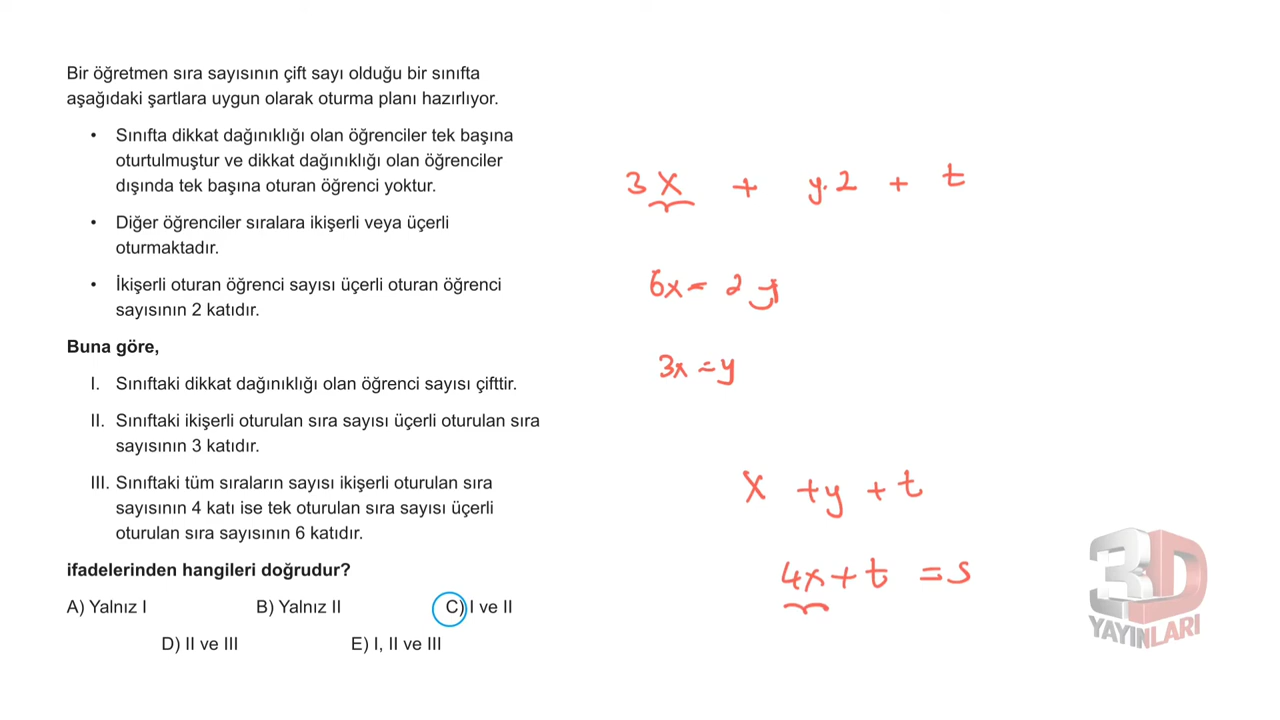 Bir öğretmen sıra sayısının çift sayı olduğu bir sınıfta
aşağıdaki şartlara uygun olarak oturma planı hazırlıyor.
• Sınıfta dikkat dağınıklığı olan öğrenciler tek başına
oturtulmuştur ve dikkat dağınıklığı olan öğrenciler
dışında tek başına oturan öğrenci yoktur.
• Diğer öğrenciler sıralara ikişerli veya üçerli
oturmaktadır.
• İkişerli oturan öğrenci sayısı üçerli oturan öğrenci
sayısının 2 katıdır.
Buna göre,
I. Sınıftaki dikkat dağınıklığı olan öğrenci sayısı çifttir.
II. Sınıftaki ikişerli oturulan sıra sayısı üçerli oturulan sıra
sayısının 3 katıdır.
III. Sınıftaki tüm sıraların sayısı ikişerli oturulan sıra
sayısının 4 katı ise tek oturulan sıra sayısı üçerli
oturulan sıra sayısının 6 katıdır.
ifadelerinden hangileri doğrudur?
A) Yalnız I B) Yalnız II C) I ve II
D) II ve III E) I, II ve III
3x + y.2 + t
6x = 2y
3x = y
x + y + t
4x + t = s
3D
YAYINLARI